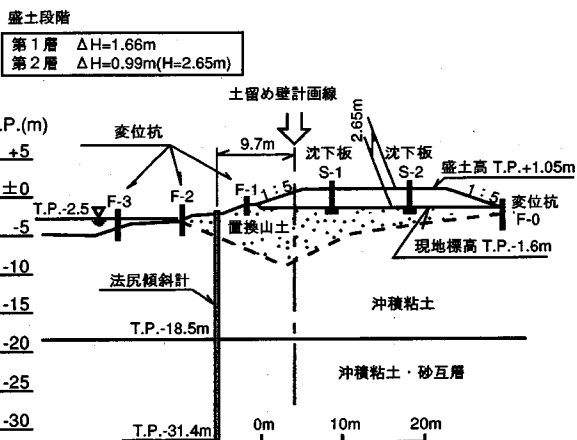 盛土段階
第1層 ΔH=1.66m
第2層 ΔH=0.99m(H=2.65m)
土留め壁計画線
.P.(m)
変位杭
9.7m
2.65m
沈下板
S-1
沈下板
S-2
盛土高 T.P.+1.05m
+5
±0
-5
-10
-15
-20
-25
-30
F-3
F-2
F-1
1:5
1:5
変位杭
F-0
T.P.-2.5
置換山土
現地標高 T.P.-1.6m
法尻傾斜計
沖積粘土
T.P.-18.5m
沖積粘土・砂互層
T.P.-31.4m
0m
10m
20m